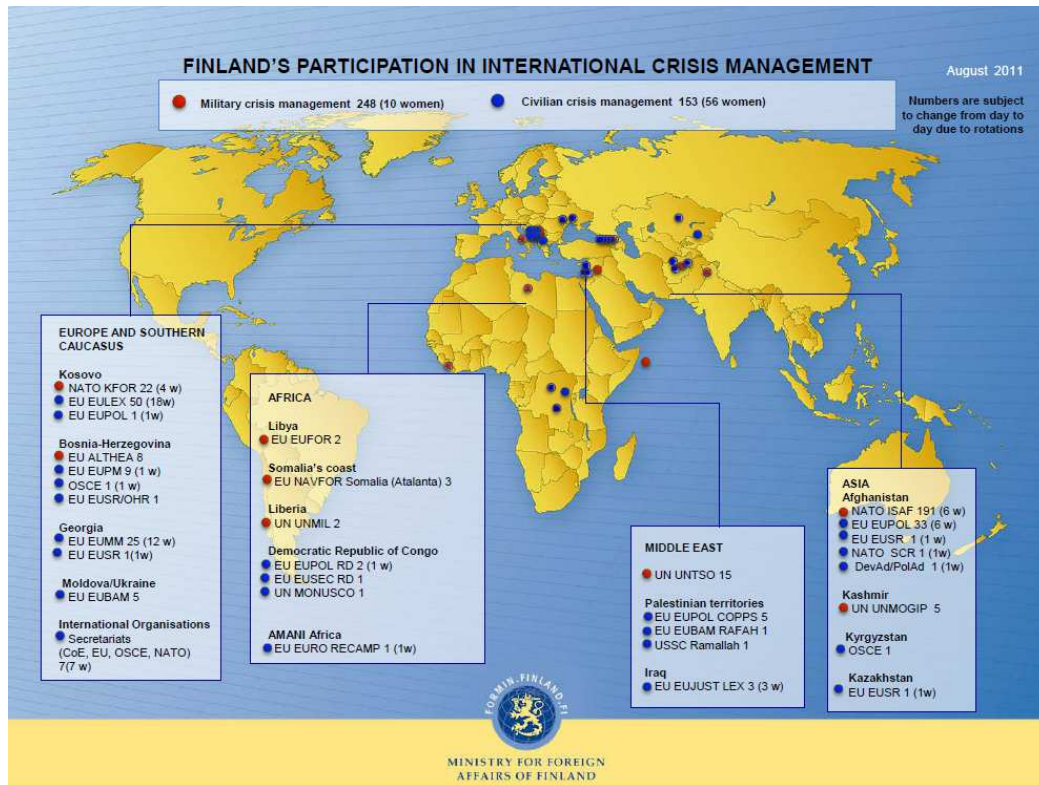 FINLAND'S PARTICIPATION IN INTERNATIONAL CRISIS MANAGEMENT
August 2011
Military crisis management 248 (10 women)
Civilian crisis management 153 (56 women)
Numbers are subject
to change from day to
day due to rotations
EUROPE AND SOUTHERN
CAUCASUS
Kosovo
NATO KFOR 22 (4 w)
EU EULEX 50 (18w)
EU EUPOL 1 (1w)
Bosnia-Herzegovina
EU ALTHEA 8
EU EUPM 9 (1 w)
OSCE 1 (1 w)
EU EUSR/OHR 1
Georgia
EU EUMM 25 (12 w)
EU EUSR 1(1w)
Moldova/Ukraine
EU EUBAM 5
International Organisations
Secretariats
(CoE, EU, OSCE, NATO)
7(7 w)
AFRICA
Libya
EU EUFOR 2
Somalia's coast
EU NAVFOR Somalia (Atalanta) 3
Liberia
UN UNMIL 2
Democratic Republic of Congo
EU EUPOL RD 2 (1 w)
EU EUSEC RD 1
UN MONUSCO 1
AMANI Africa
EU EURO RECAMP 1 (1w)
MIDDLE EAST
UN UNTSO 15
Palestinian territories
EU EUPOL COPPS 5
EU EUBAM RAFAH 1
USSC Ramallah 1
Iraq
EU EUJUST LEX 3 (3 w)
ASIA
Afghanistan
NATO ISAF 191 (6 w)
EU EUPOL 33 (6 w)
EU EUSR 1 (1 w)
NATO SCR 1 (1w)
DevAd/PolAd 1 (1w)
Kashmir
UN UNMOGIP 5
Kyrgyzstan
OSCE 1
Kazakhstan
EU EUSR 1 (1w)
FORMIN.FINLAND.FI
MINISTRY FOR FOREIGN
AFFAIRS OF FINLAND